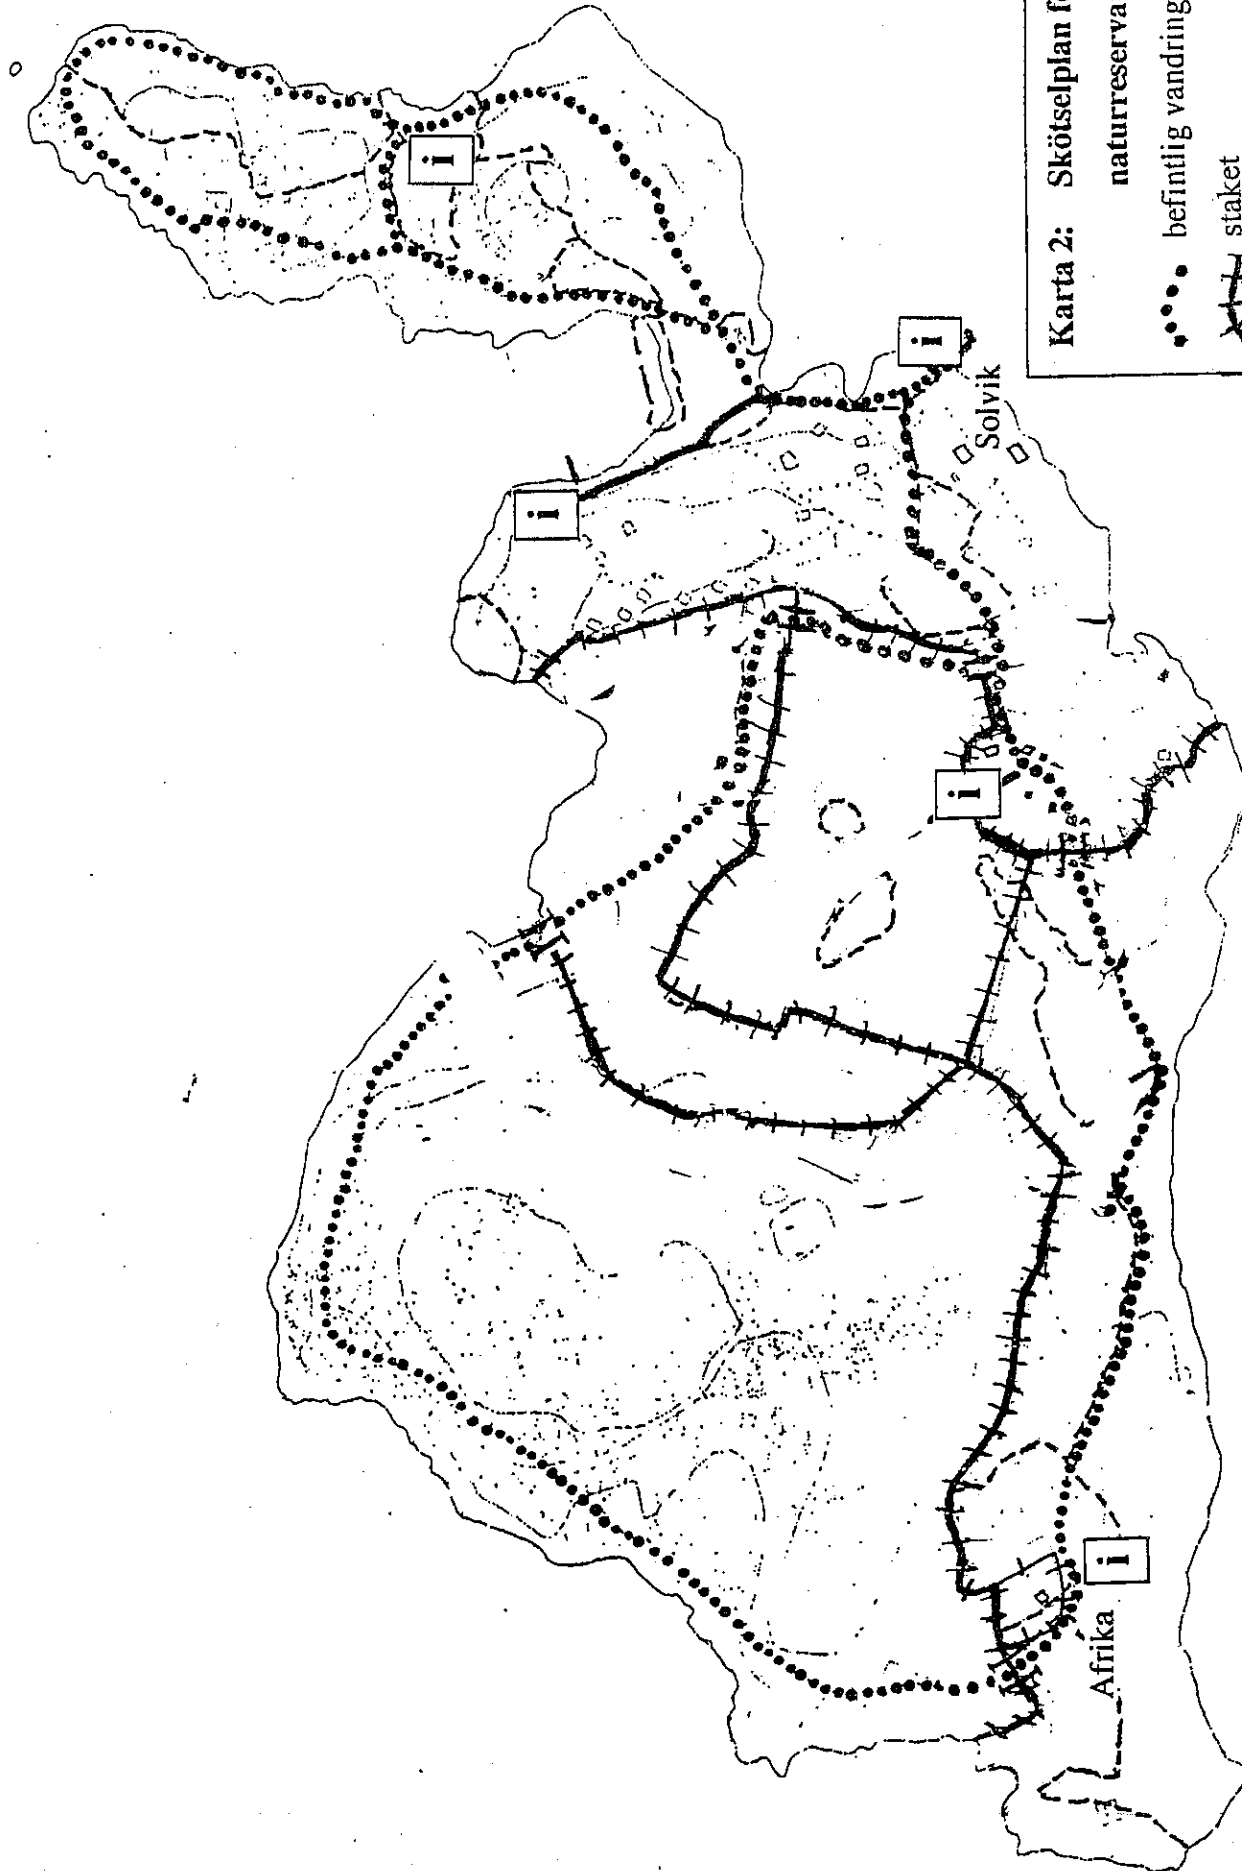 Karta 2: Skötselplan f
naturreserva
befintlig vandring
staket
i
i
i
Solvik
i
i
Afrika